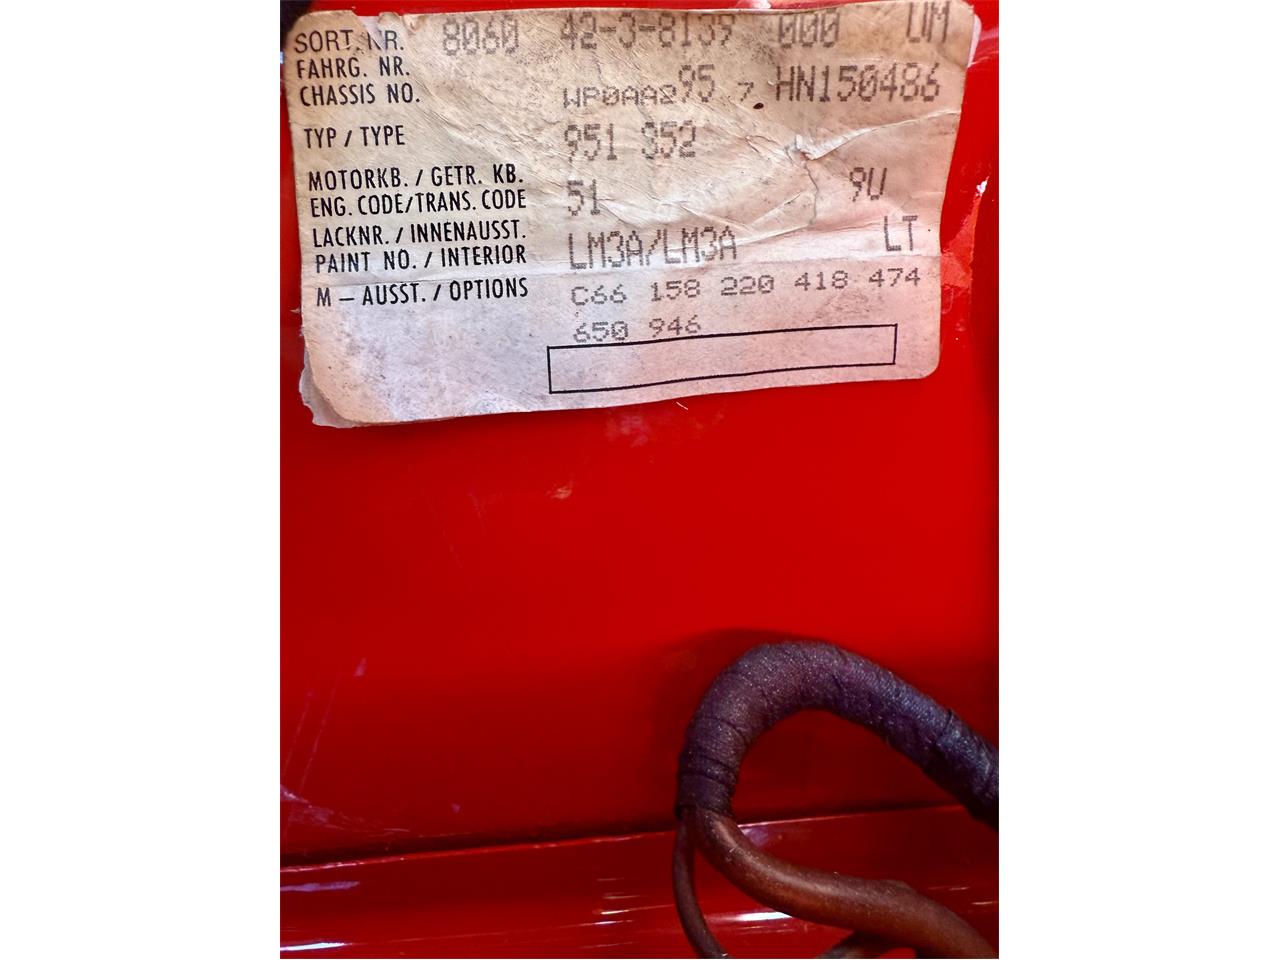 SORT. NR. 8060 42-3-8139 000 UM
FAHRG. NR.
CHASSIS NO. WP0AA295 7 HN150486
TYP / TYPE 951 352
MOTORKB. / GETR. KB.
ENG. CODE/TRANS. CODE 51 9U
LACKNR. / INNENAUSST.
PAINT NO. / INTERIOR LM3A/LM3A LT
M – AUSST. / OPTIONS C66 158 220 418 474
650 946